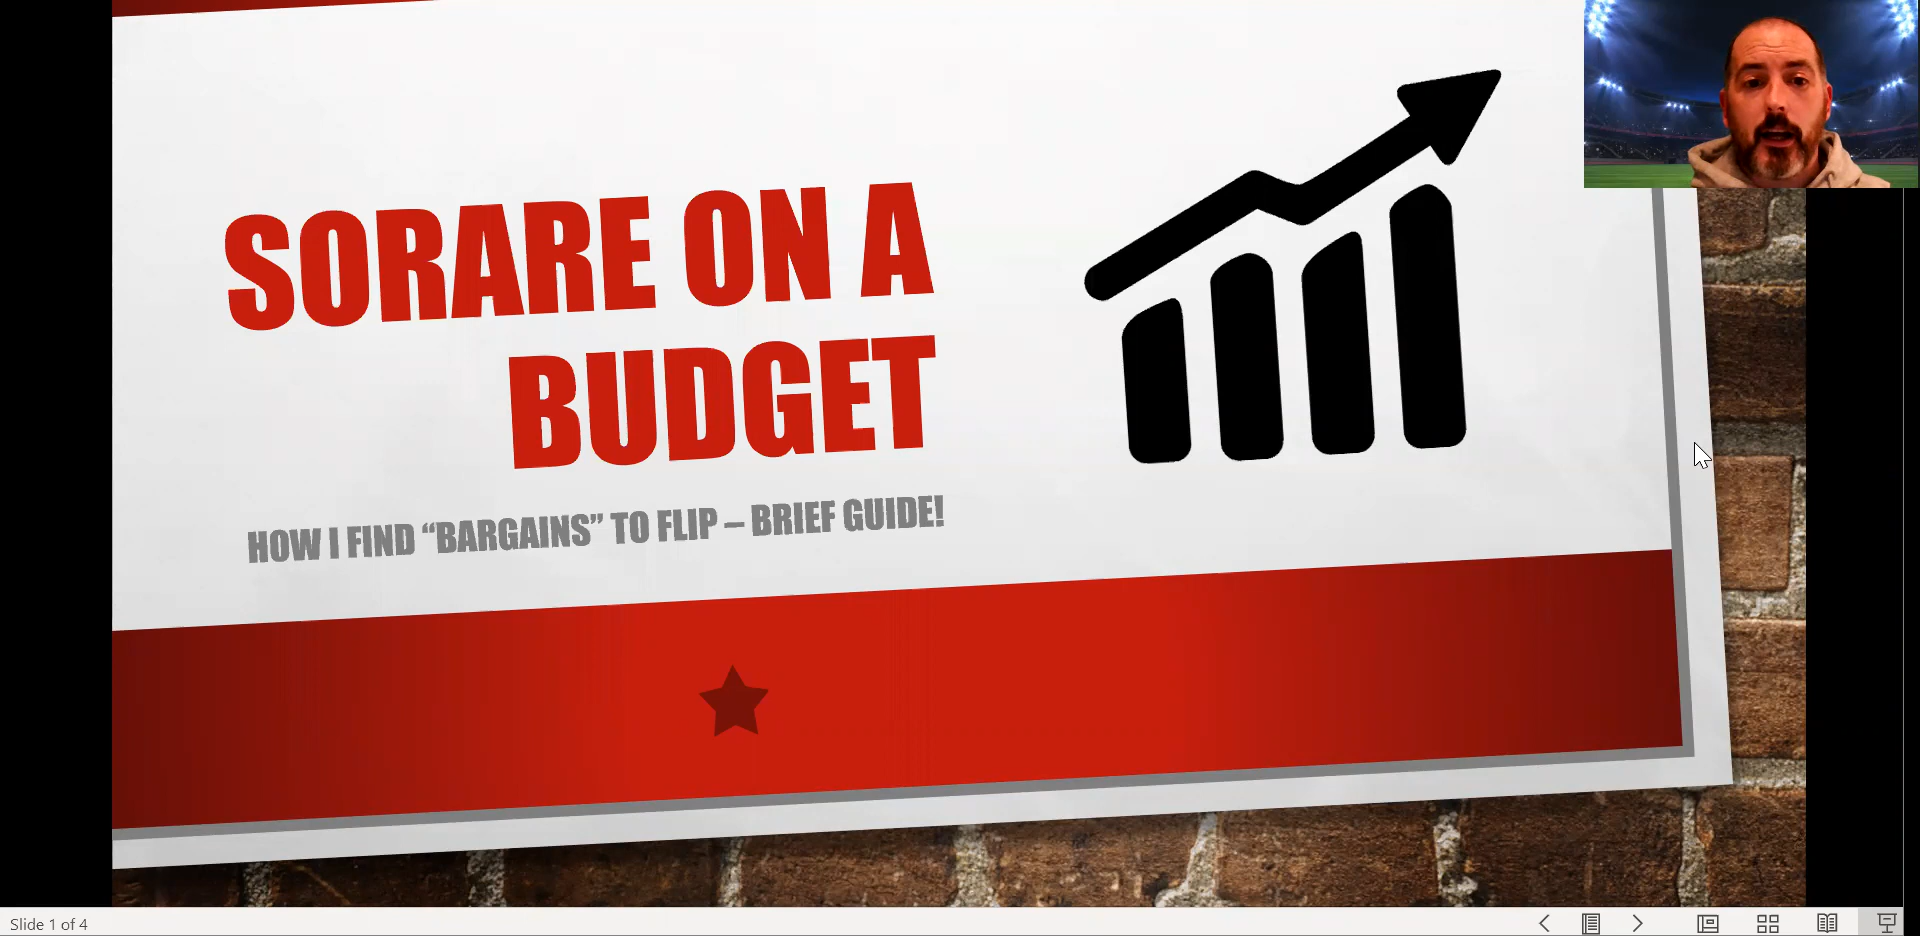 SORARE ON A
BUDGET
HOW I FIND “BARGAINS” TO FLIP – BRIEF GUIDE!
Slide 1 of 4